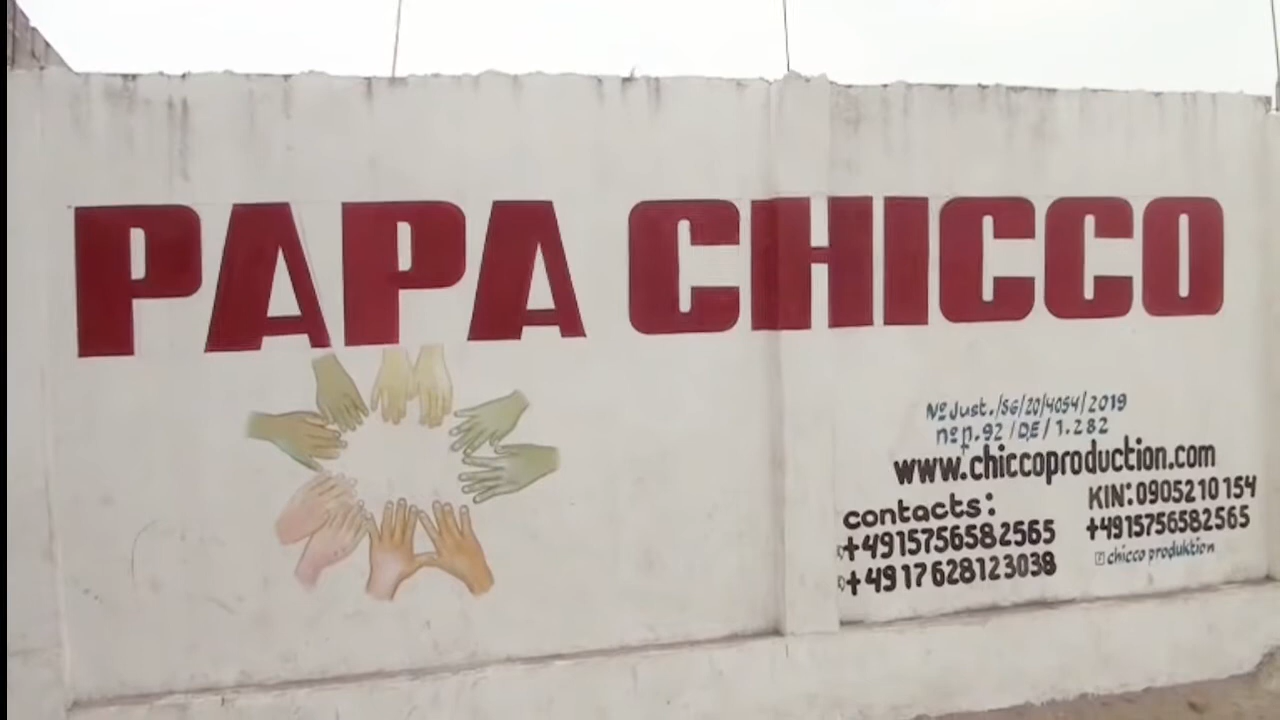 PAPA CHICCO
Nº Just./SG/20/4054/2019
nº p.92/DE/1.282
www.chiccoproduction.com
contacts:
+4915756582565
+4917628123038
KIN: 0905210154
+4915756582565
chicco produktion